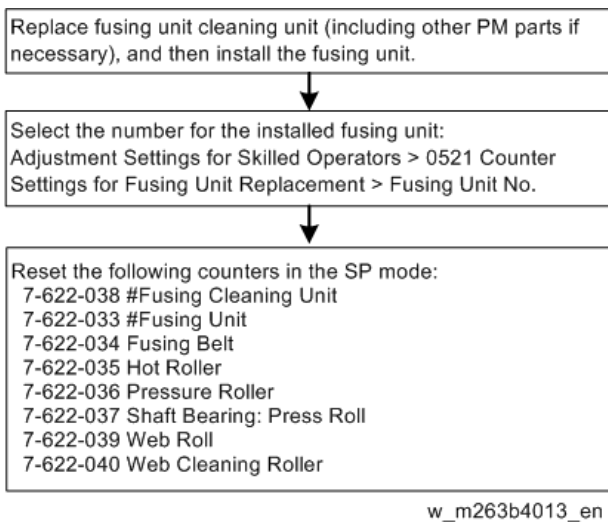 Replace fusing unit cleaning unit (including other PM parts if
necessary), and then install the fusing unit.
Select the number for the installed fusing unit:
Adjustment Settings for Skilled Operators > 0521 Counter
Settings for Fusing Unit Replacement > Fusing Unit No.
Reset the following counters in the SP mode:
7-622-038 #Fusing Cleaning Unit
7-622-033 #Fusing Unit
7-622-034 Fusing Belt
7-622-035 Hot Roller
7-622-036 Pressure Roller
7-622-037 Shaft Bearing: Press Roll
7-622-039 Web Roll
7-622-040 Web Cleaning Roller
w_m263b4013_en